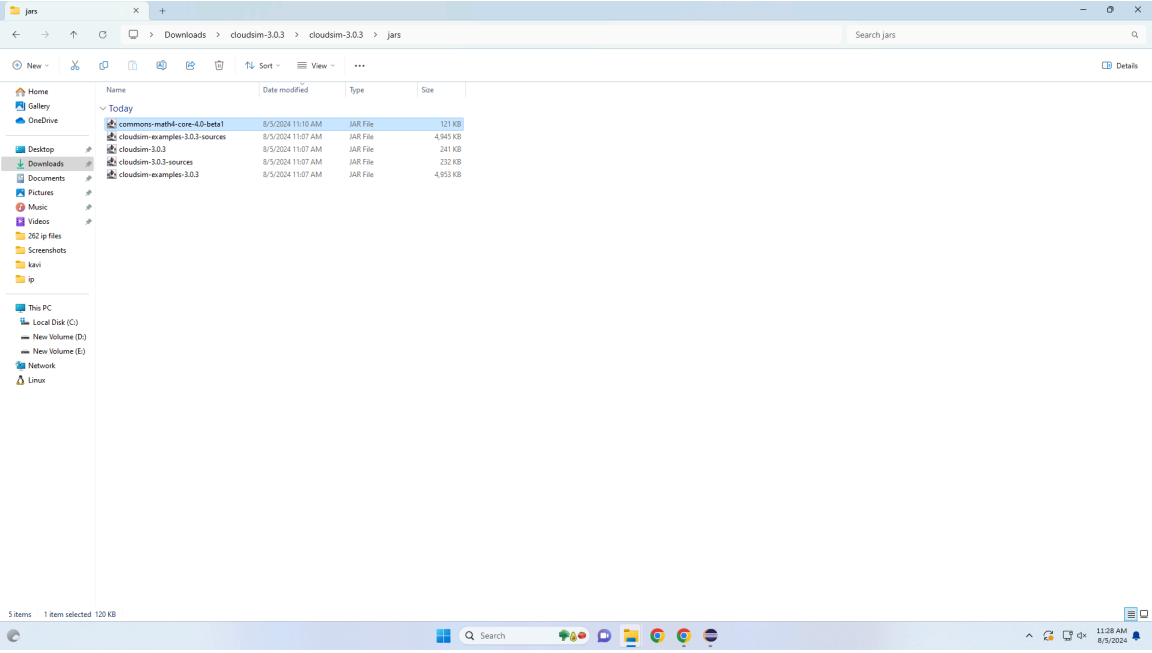 jars
Downloads > cloudsim-3.0.3 > cloudsim-3.0.3 > jars
Search jars
New
Sort
View
Details
Home
Gallery
OneDrive
Desktop
Downloads
Documents
Pictures
Music
Videos
262 ip files
Screenshots
kavi
ip
This PC
Local Disk (C:)
New Volume (D:)
New Volume (E:)
Network
Linux
Name Date modified Type Size
Today
commons-math4-core-4.0-beta1 8/5/2024 11:10 AM JAR File 121 KB
cloudsim-examples-3.0.3-sources 8/5/2024 11:07 AM JAR File 4,945 KB
cloudsim-3.0.3 8/5/2024 11:07 AM JAR File 241 KB
cloudsim-3.0.3-sources 8/5/2024 11:07 AM JAR File 232 KB
cloudsim-examples-3.0.3 8/5/2024 11:07 AM JAR File 4,953 KB
5 items 1 item selected 120 KB
Search
11:28 AM
8/5/2024